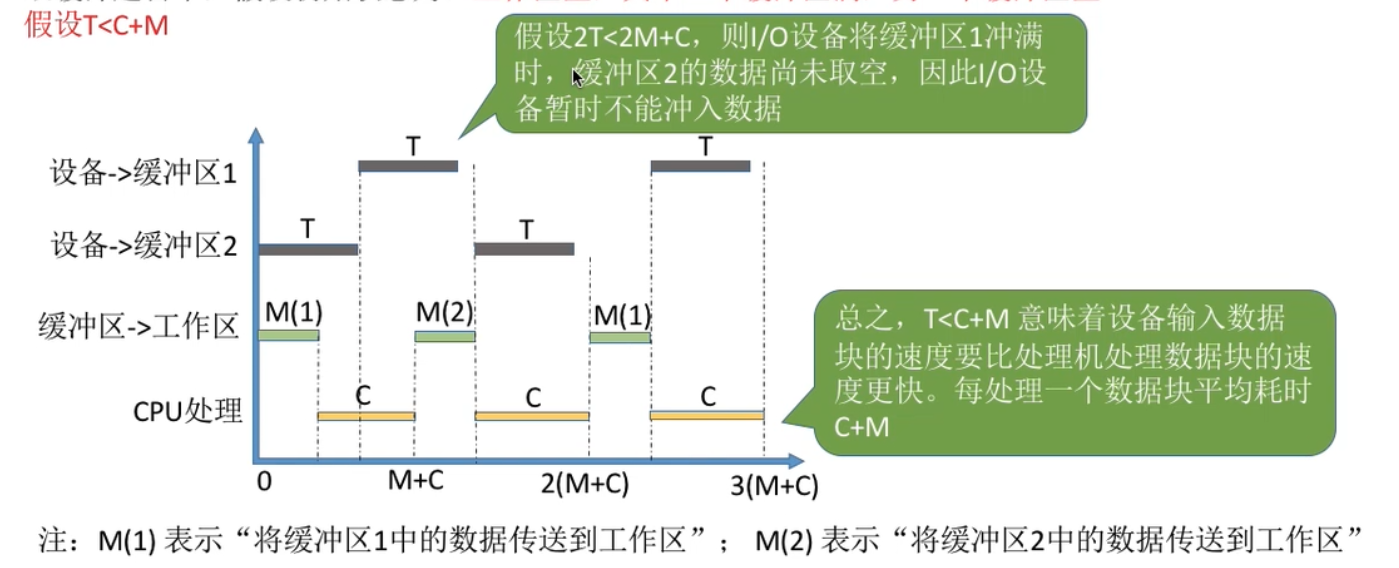 假设T<C+M
假设2T<2M+C，则I/O设备将缓冲区1冲满
时，缓冲区2的数据尚未取空，因此I/O设
备暂时不能冲入数据
设备->缓冲区1
T
T
设备->缓冲区2
T
T
缓冲区->工作区
M(1)
M(2)
M(1)
CPU处理
C
C
C
总之，T<C+M 意味着设备输入数据
块的速度要比处理机处理数据块的速
度更快。每处理一个数据块平均耗时
C+M
0
M+C
2(M+C)
3(M+C)
注：M(1) 表示“将缓冲区1中的数据传送到工作区”； M(2) 表示“将缓冲区2中的数据传送到工作区”